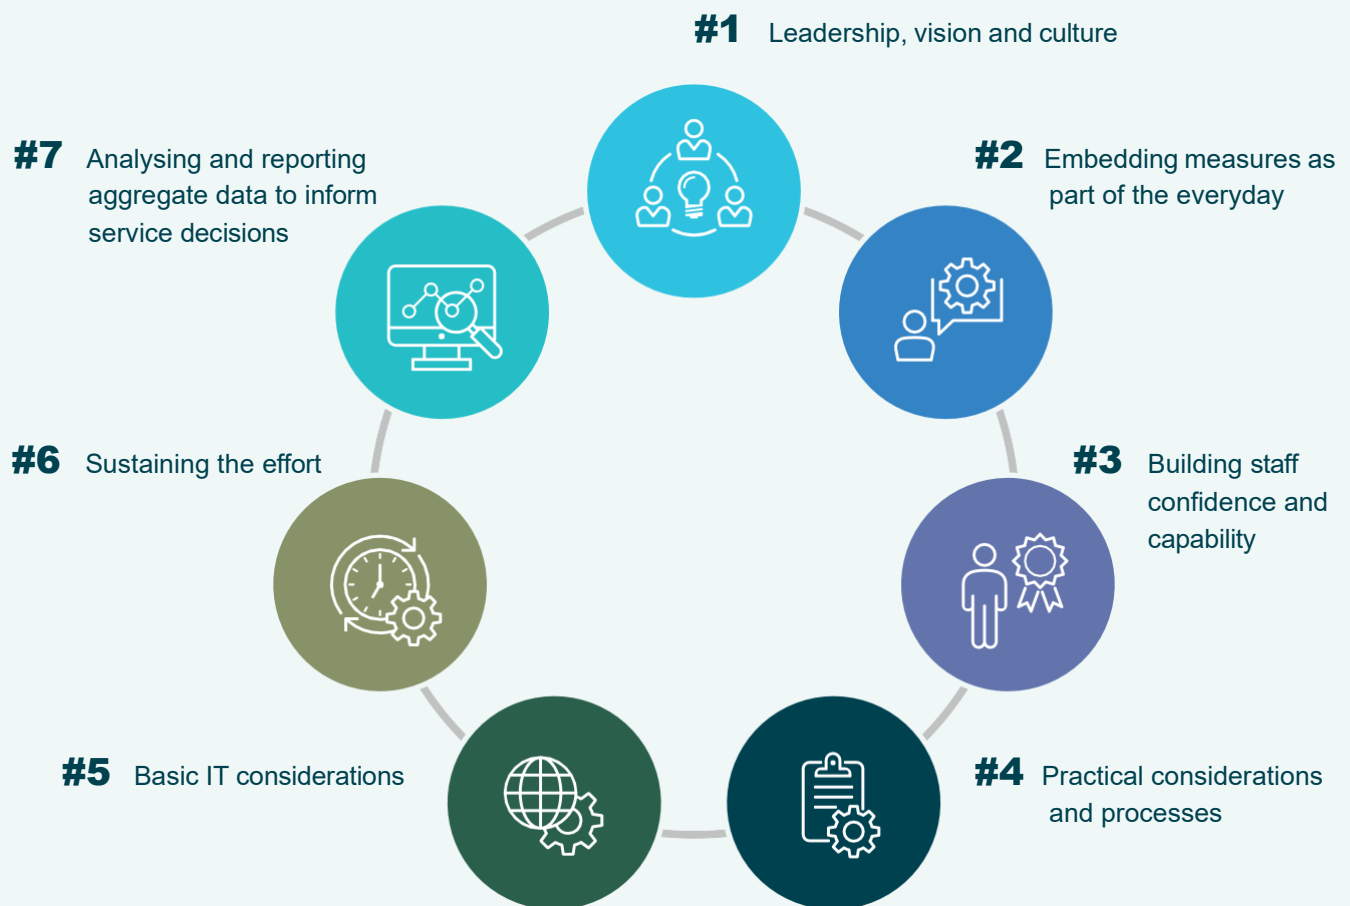 #1 Leadership, vision and culture
#2 Embedding measures as
part of the everyday
#3 Building staff
confidence and
capability
#4 Practical considerations
and processes
#5 Basic IT considerations
#6 Sustaining the effort
#7 Analysing and reporting
aggregate data to inform
service decisions